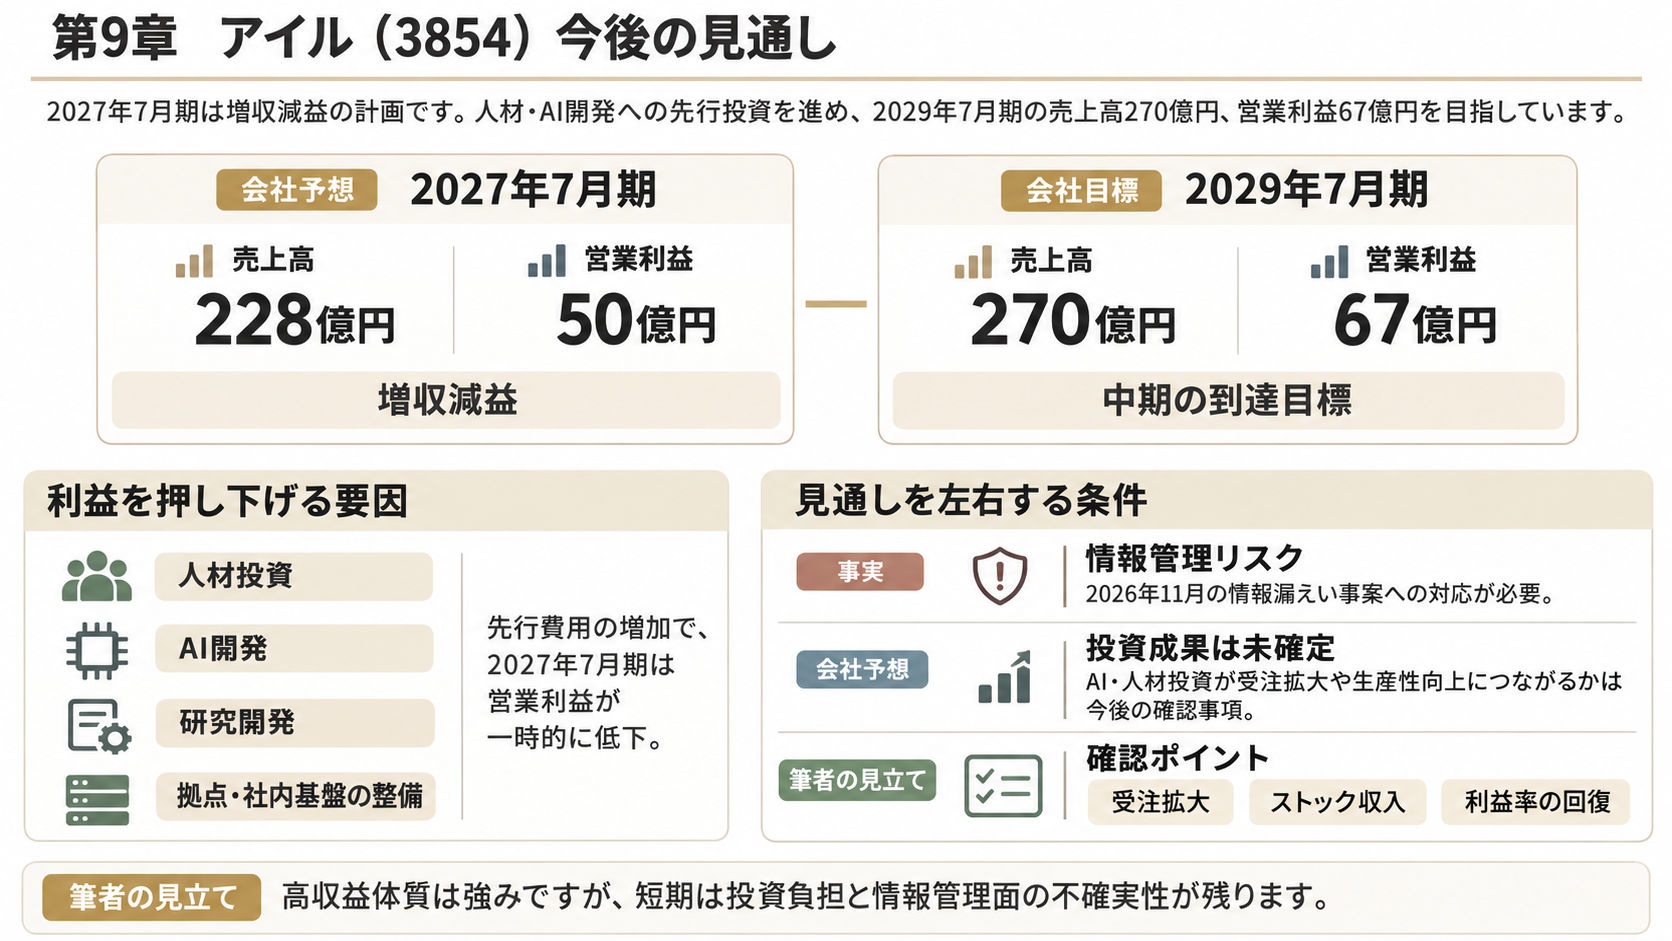 第9章 アイル（3854）今後の見通し
2027年7月期は増収減益の計画です。人材・AI開発への先行投資を進め、2029年7月期の売上高270億円、営業利益67億円を目指しています。
会社予想 2027年7月期
売上高 営業利益
228億円 50億円
増収減益
会社目標 2029年7月期
売上高 営業利益
270億円 67億円
中期の到達目標
利益を押し下げる要因
人材投資
AI開発
研究開発
拠点・社内基盤の整備
先行費用の増加で、
2027年7月期は
営業利益が
一時的に低下。
見通しを左右する条件
事実
情報管理リスク
2026年11月の情報漏えい事案への対応が必要。
会社予想
投資成果は未確定
AI・人材投資が受注拡大や生産性向上につながるかは
今後の確認事項。
筆者の見立て
確認ポイント
受注拡大 ストック収入 利益率の回復
筆者の見立て 高収益体質は強みですが、短期は投資負担と情報管理面の不確実性が残ります。